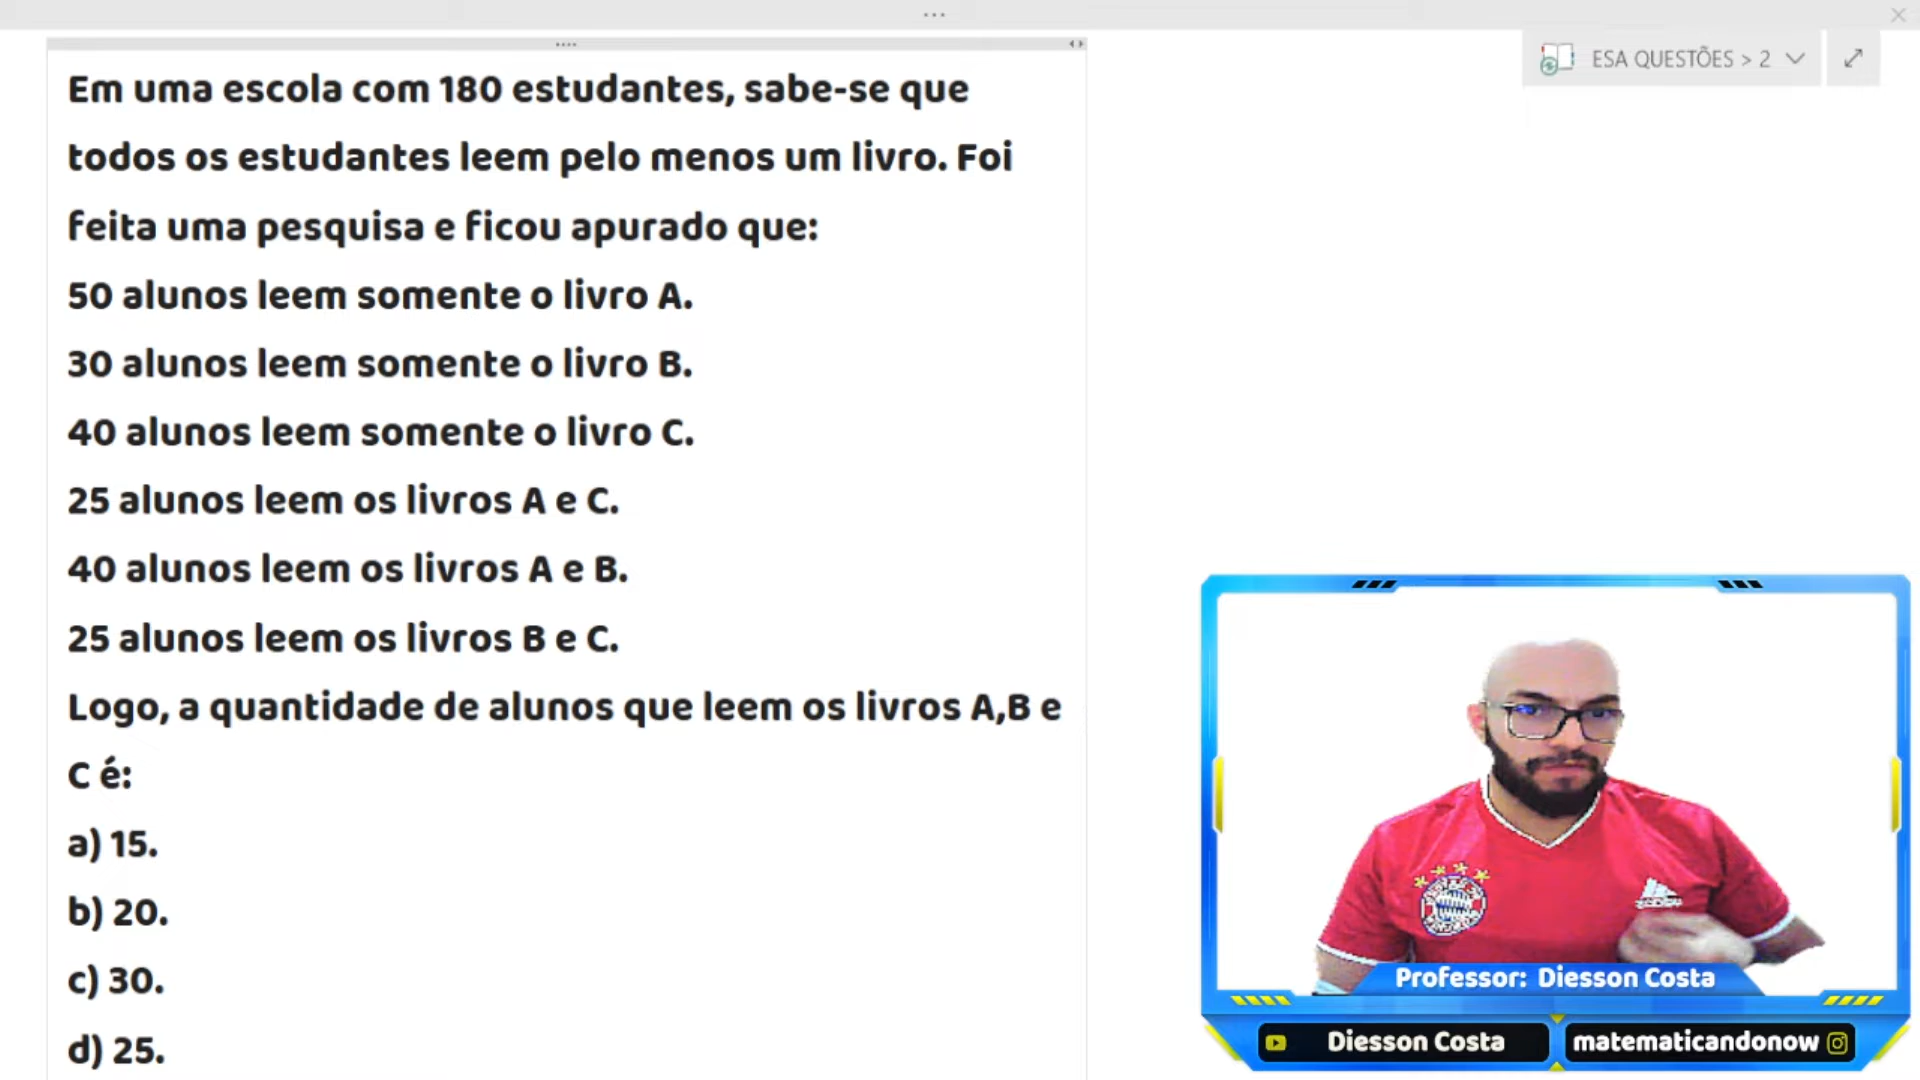 Em uma escola com 180 estudantes, sabe-se que
todos os estudantes leem pelo menos um livro. Foi
feita uma pesquisa e ficou apurado que:
50 alunos leem somente o livro A.
30 alunos leem somente o livro B.
40 alunos leem somente o livro C.
25 alunos leem os livros A e C.
40 alunos leem os livros A e B.
25 alunos leem os livros B e C.
Logo, a quantidade de alunos que leem os livros A,B e
C é:
a) 15.
b) 20.
c) 30.
d) 25.
ESA QUESTÕES > 2
adidas
Professor: Diesson Costa
Diesson Costa
matematicandonow